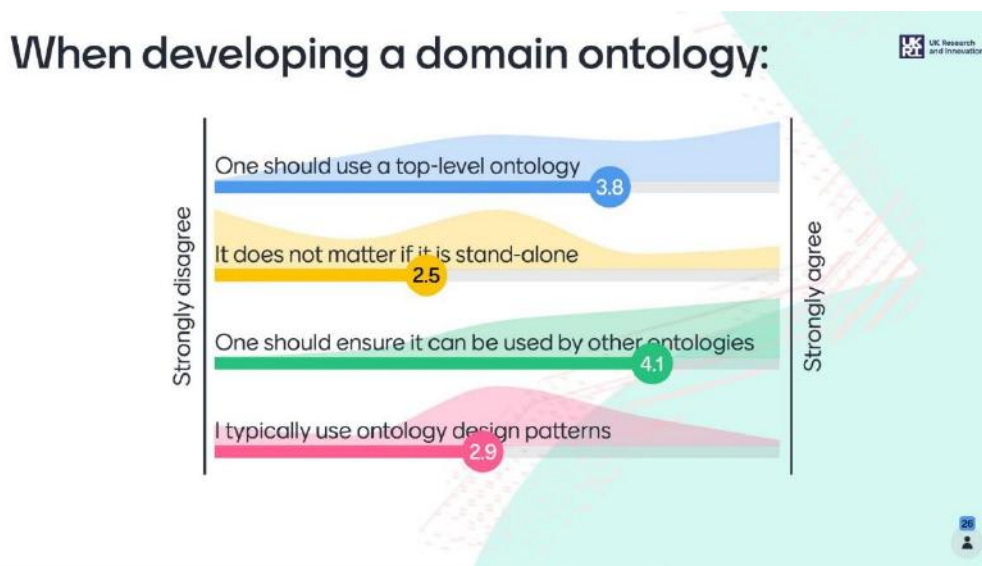 When developing a domain ontology:
UK
RI
UK Research
and Innovation
Strongly disagree
One should use a top-level ontology
3.8
It does not matter if it is stand-alone
2.5
One should ensure it can be used by other ontologies
4.1
I typically use ontology design patterns
2.9
Strongly agree
26